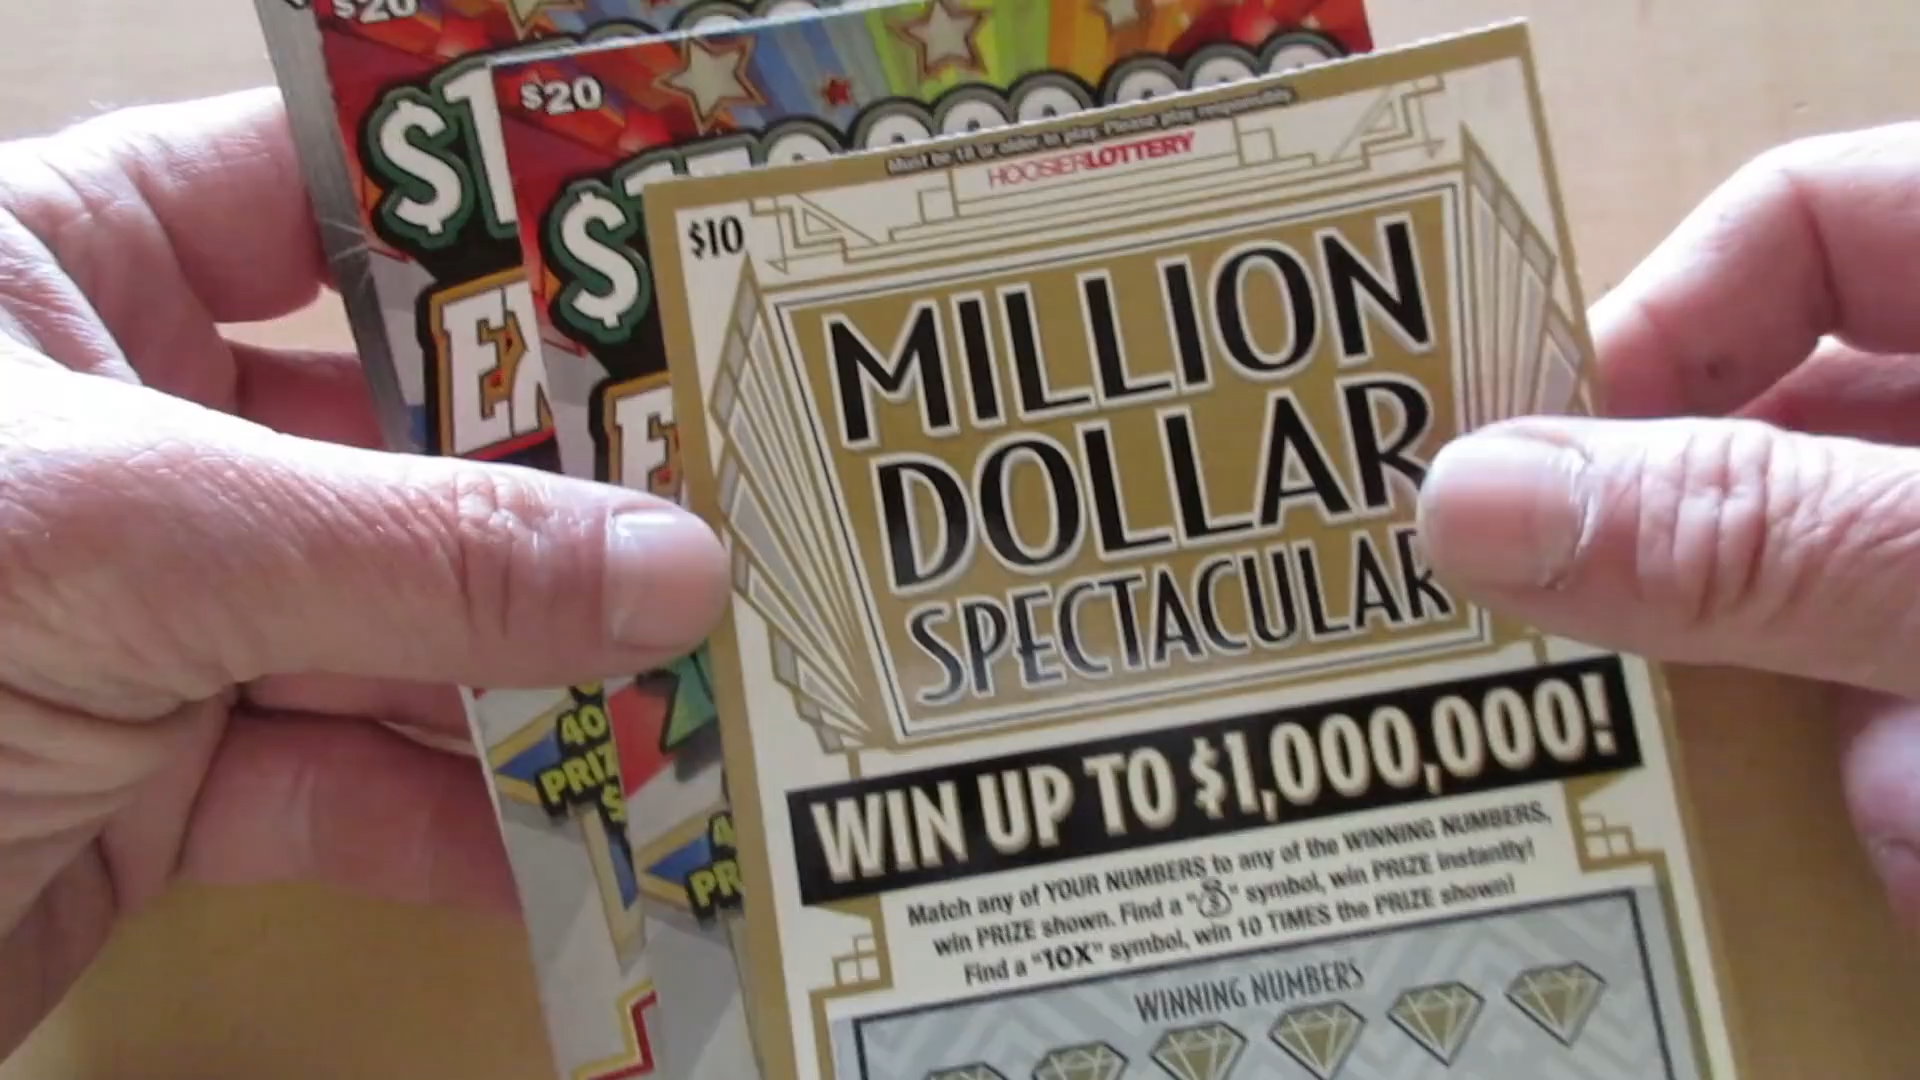 $20
$20
Must be 18 or older to play. Please play responsibly.
HOOSIERLOTTERY
$10
MILLION
DOLLAR
SPECTACULAR
WIN UP TO $1,000,000!
Match any of YOUR NUMBERS to any of the WINNING NUMBERS,
win PRIZE shown. Find a " " symbol, win PRIZE instantly!
Find a "10X" symbol, win 10 TIMES the PRIZE shown!
WINNING NUMBERS
40